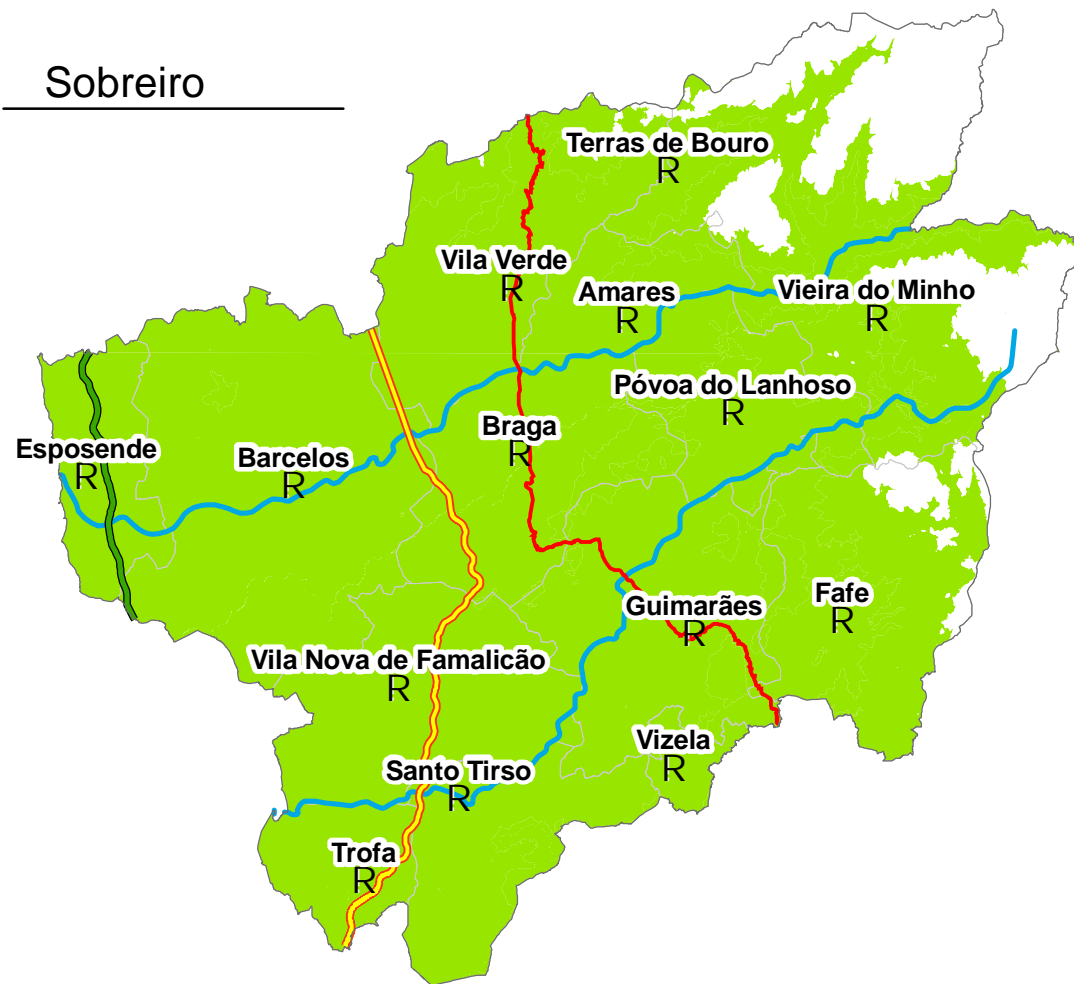 Sobreiro
Terras de Bouro
R
Vila Verde
R
Amares
R
Vieira do Minho
R
Póvoa do Lanhoso
R
Braga
R
Esposende
R
Barcelos
R
Guimarães
R
Fafe
R
Vila Nova de Famalicão
R
Vizela
R
Santo Tirso
R
Trofa
R